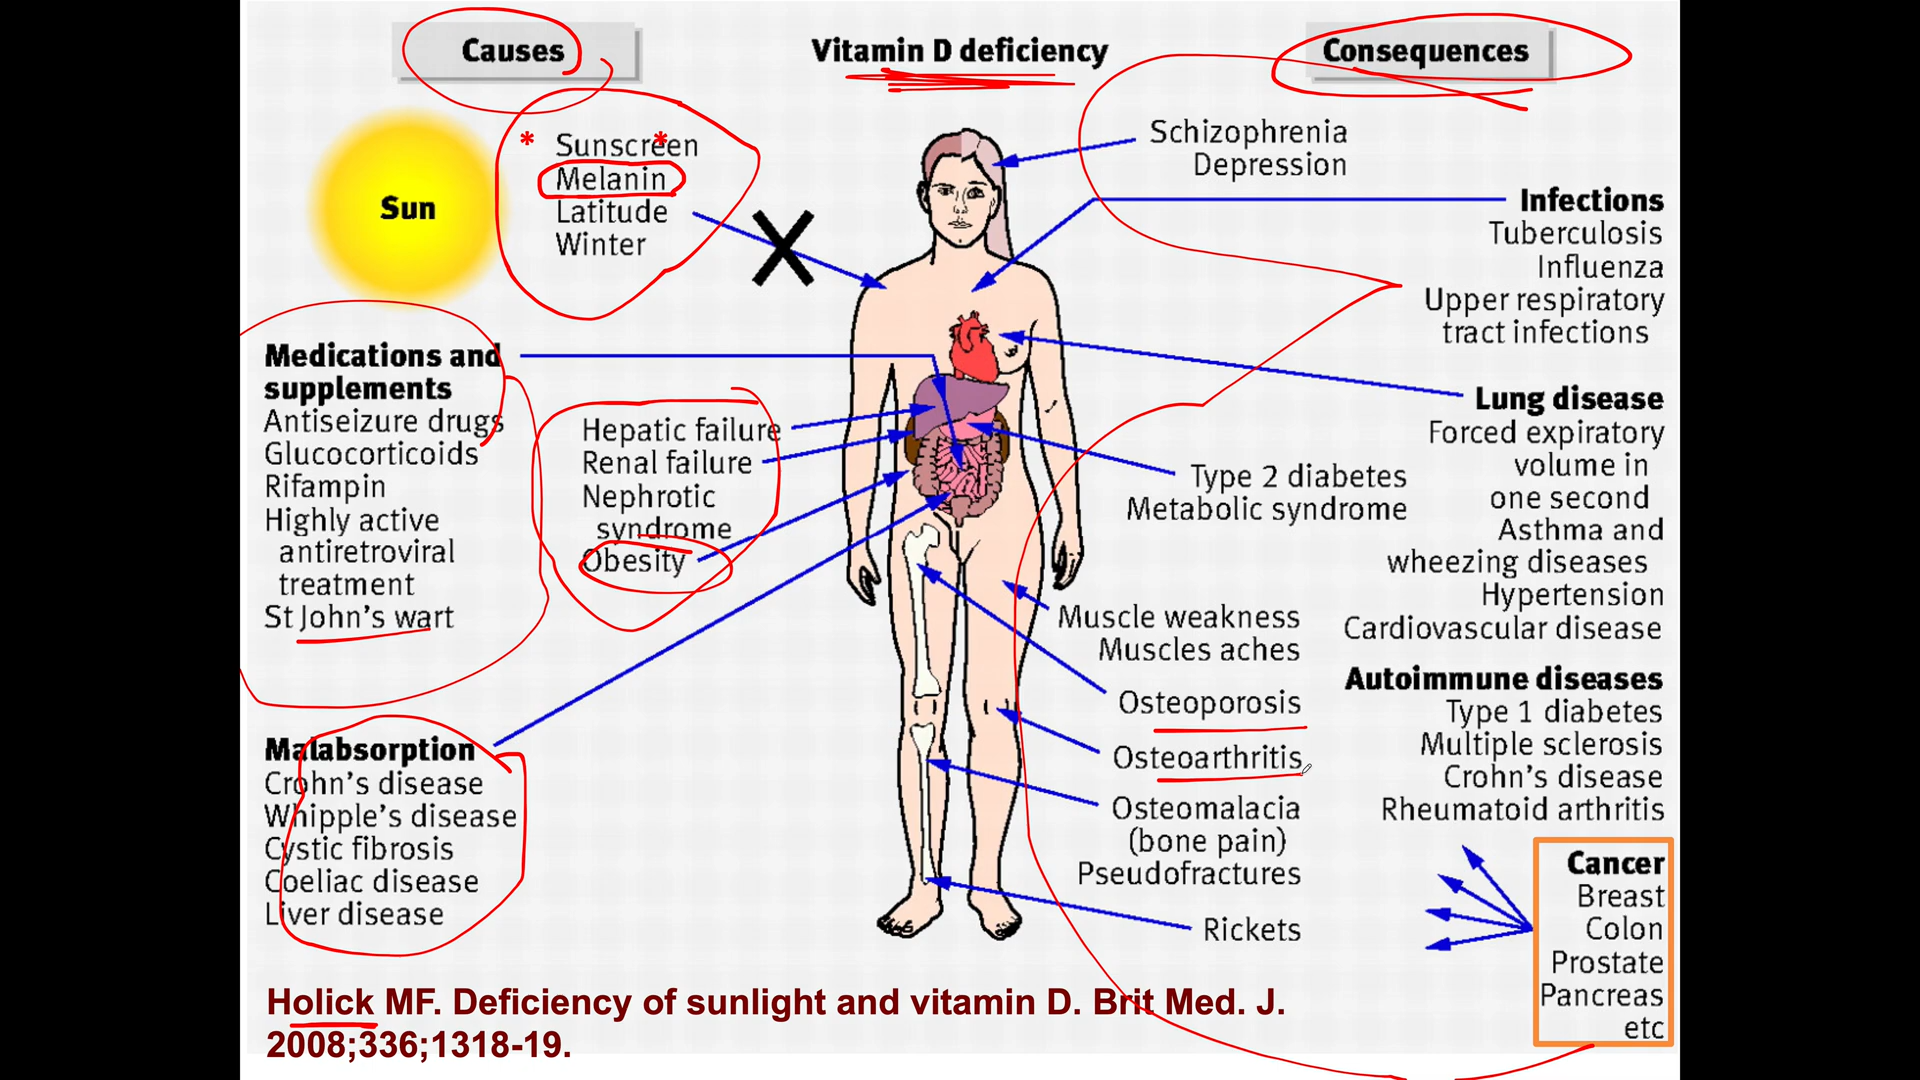 Causes
Vitamin D deficiency
Consequences
Sun
* Sunscreen *
Melanin
Latitude
Winter
Medications and
supplements
Antiseizure drugs
Glucocorticoids
Rifampin
Highly active
antiretroviral
treatment
St John's wart
Hepatic failure
Renal failure
Nephrotic
syndrome
Obesity
Malabsorption
Crohn's disease
Whipple's disease
Cystic fibrosis
Coeliac disease
Liver disease
Schizophrenia
Depression
Infections
Tuberculosis
Influenza
Upper respiratory
tract infections
Lung disease
Forced expiratory
volume in
one second
Asthma and
wheezing diseases
Hypertension
Cardiovascular disease
Type 2 diabetes
Metabolic syndrome
Muscle weakness
Muscles aches
Osteoporosis
Osteoarthritis
Osteomalacia
(bone pain)
Pseudofractures
Rickets
Autoimmune diseases
Type 1 diabetes
Multiple sclerosis
Crohn's disease
Rheumatoid arthritis
Cancer
Breast
Colon
Prostate
Pancreas
etc
Holick MF. Deficiency of sunlight and vitamin D. Brit Med. J.
2008;336;1318-19.